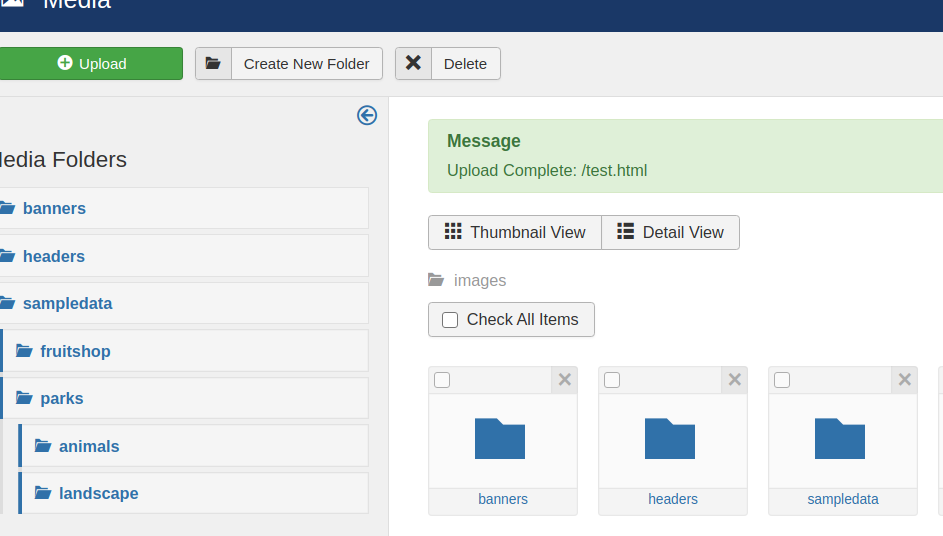 Media
Upload
Create New Folder
Delete
Media Folders
banners
headers
sampledata
fruitshop
parks
animals
landscape
Message
Upload Complete: /test.html
Thumbnail View
Detail View
images
Check All Items
banners
headers
sampledata